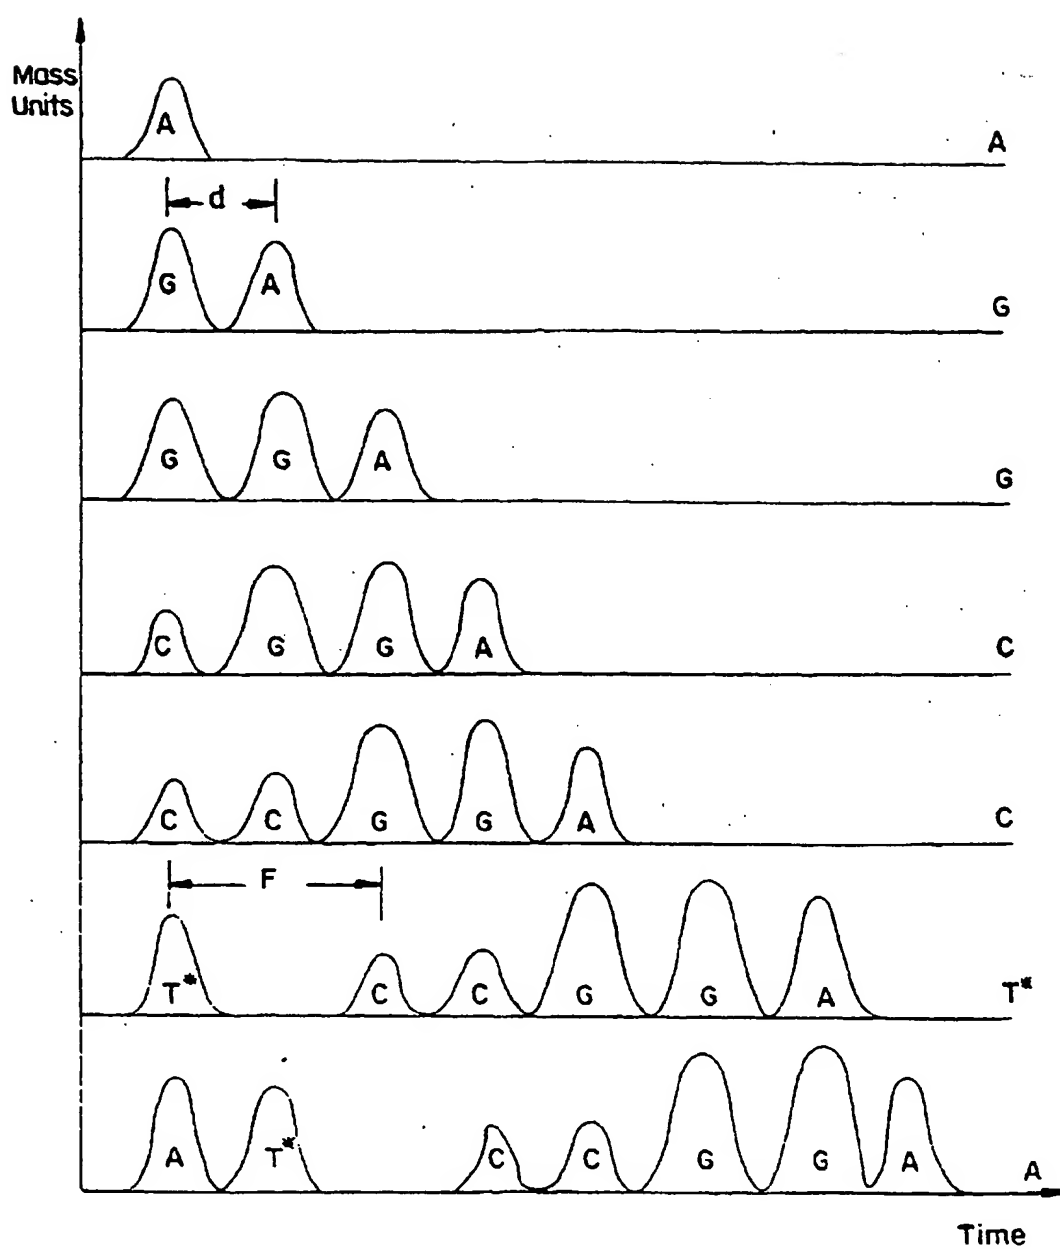 Mass
Units
A A
d
G A G
G G A G
C G G A C
C C G G A C
F
T* C C G G A T*
A T* C C G G A A
Time